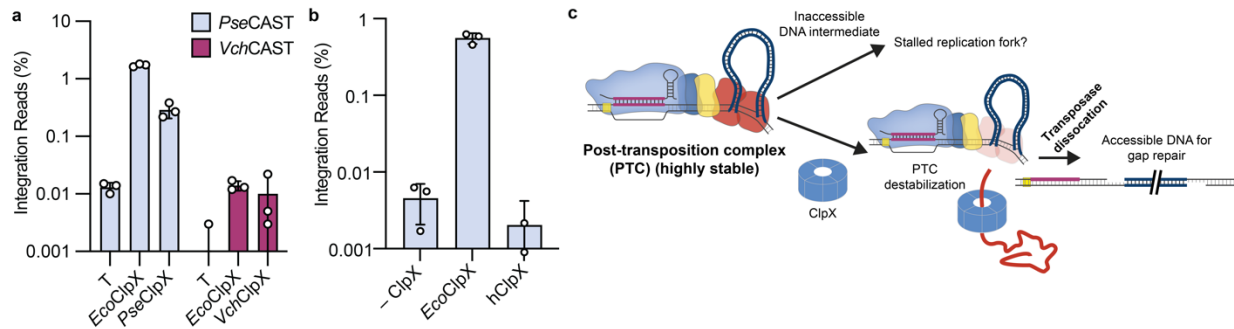 a
Integration Reads (%)
10
1
0.1
0.01
0.001
PseCAST
VchCAST
T
EcoClpX
PseClpX
T
EcoClpX
VchClpX
b
Integration Reads (%)
1
0.1
0.01
0.001
– ClpX
EcoClpX
hClpX
c
Inaccessible
DNA intermediate
Stalled replication fork?
Post-transposition complex
(PTC) (highly stable)
ClpX
PTC
destabilization
Transposase
dissocation
Accessible DNA for
gap repair